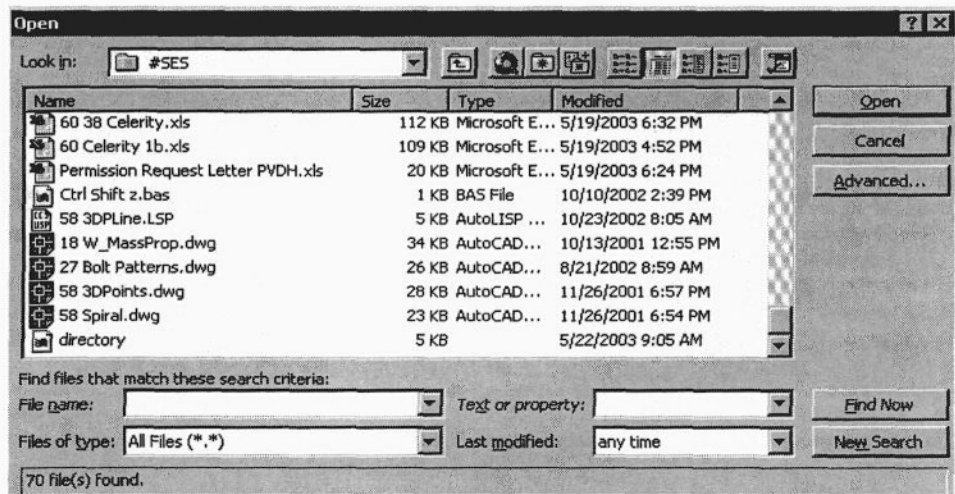 Open
Look in: #SES
Name Size Type Modified
60 38 Celerity.xls 112 KB Microsoft E... 5/19/2003 6:32 PM
60 Celerity 1b.xls 109 KB Microsoft E... 5/19/2003 4:52 PM
Permission Request Letter PVDH.xls 20 KB Microsoft E... 5/19/2003 6:24 PM
Ctrl Shift z.bas 1 KB BAS File 10/10/2002 2:39 PM
58 3DPLine.LSP 5 KB AutoLISP ... 10/23/2002 8:05 AM
18 W_MassProp.dwg 34 KB AutoCAD... 10/13/2001 12:55 PM
27 Bolt Patterns.dwg 26 KB AutoCAD... 8/21/2002 8:59 AM
58 3DPoints.dwg 28 KB AutoCAD... 11/26/2001 6:57 PM
58 Spiral.dwg 23 KB AutoCAD... 11/26/2001 6:54 PM
directory 5 KB 5/22/2003 9:05 AM
Open
Cancel
Advanced...
Find files that match these search criteria:
File name: Text or property: Find Now
Files of type: All Files (*.*) Last modified: any time New Search
70 file(s) found.